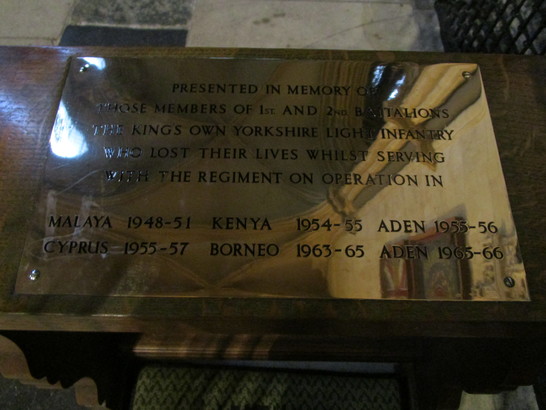 PRESENTED IN MEMORY OF
THOSE MEMBERS OF 1ST. AND 2ND. BATTALIONS
THE KINGS OWN YORKSHIRE LIGHT INFANTRY
WHO LOST THEIR LIVES WHILST SERVING
WITH THE REGIMENT ON OPERATION IN
MALAYA 1948-51 KENYA 1954-55 ADEN 1955-56
CYPRUS 1955-57 BORNEO 1963-65 ADEN 1965-66